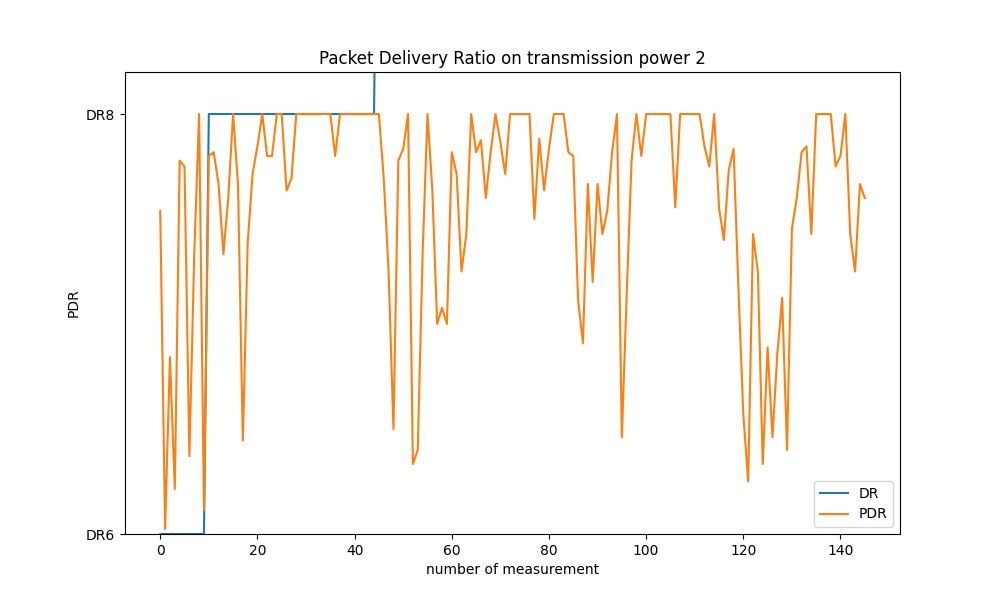 Packet Delivery Ratio on transmission power 2
DR8
PDR
DR6
0 20 40 60 80 100 120 140
number of measurement
DR
PDR